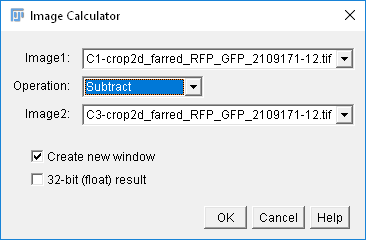 Image Calculator
Image1: C1-crop2d_farred_RFP_GFP_2109171-12.tif
Operation: Subtract
Image2: C3-crop2d_farred_RFP_GFP_2109171-12.tif
Create new window
32-bit (float) result
OK Cancel Help